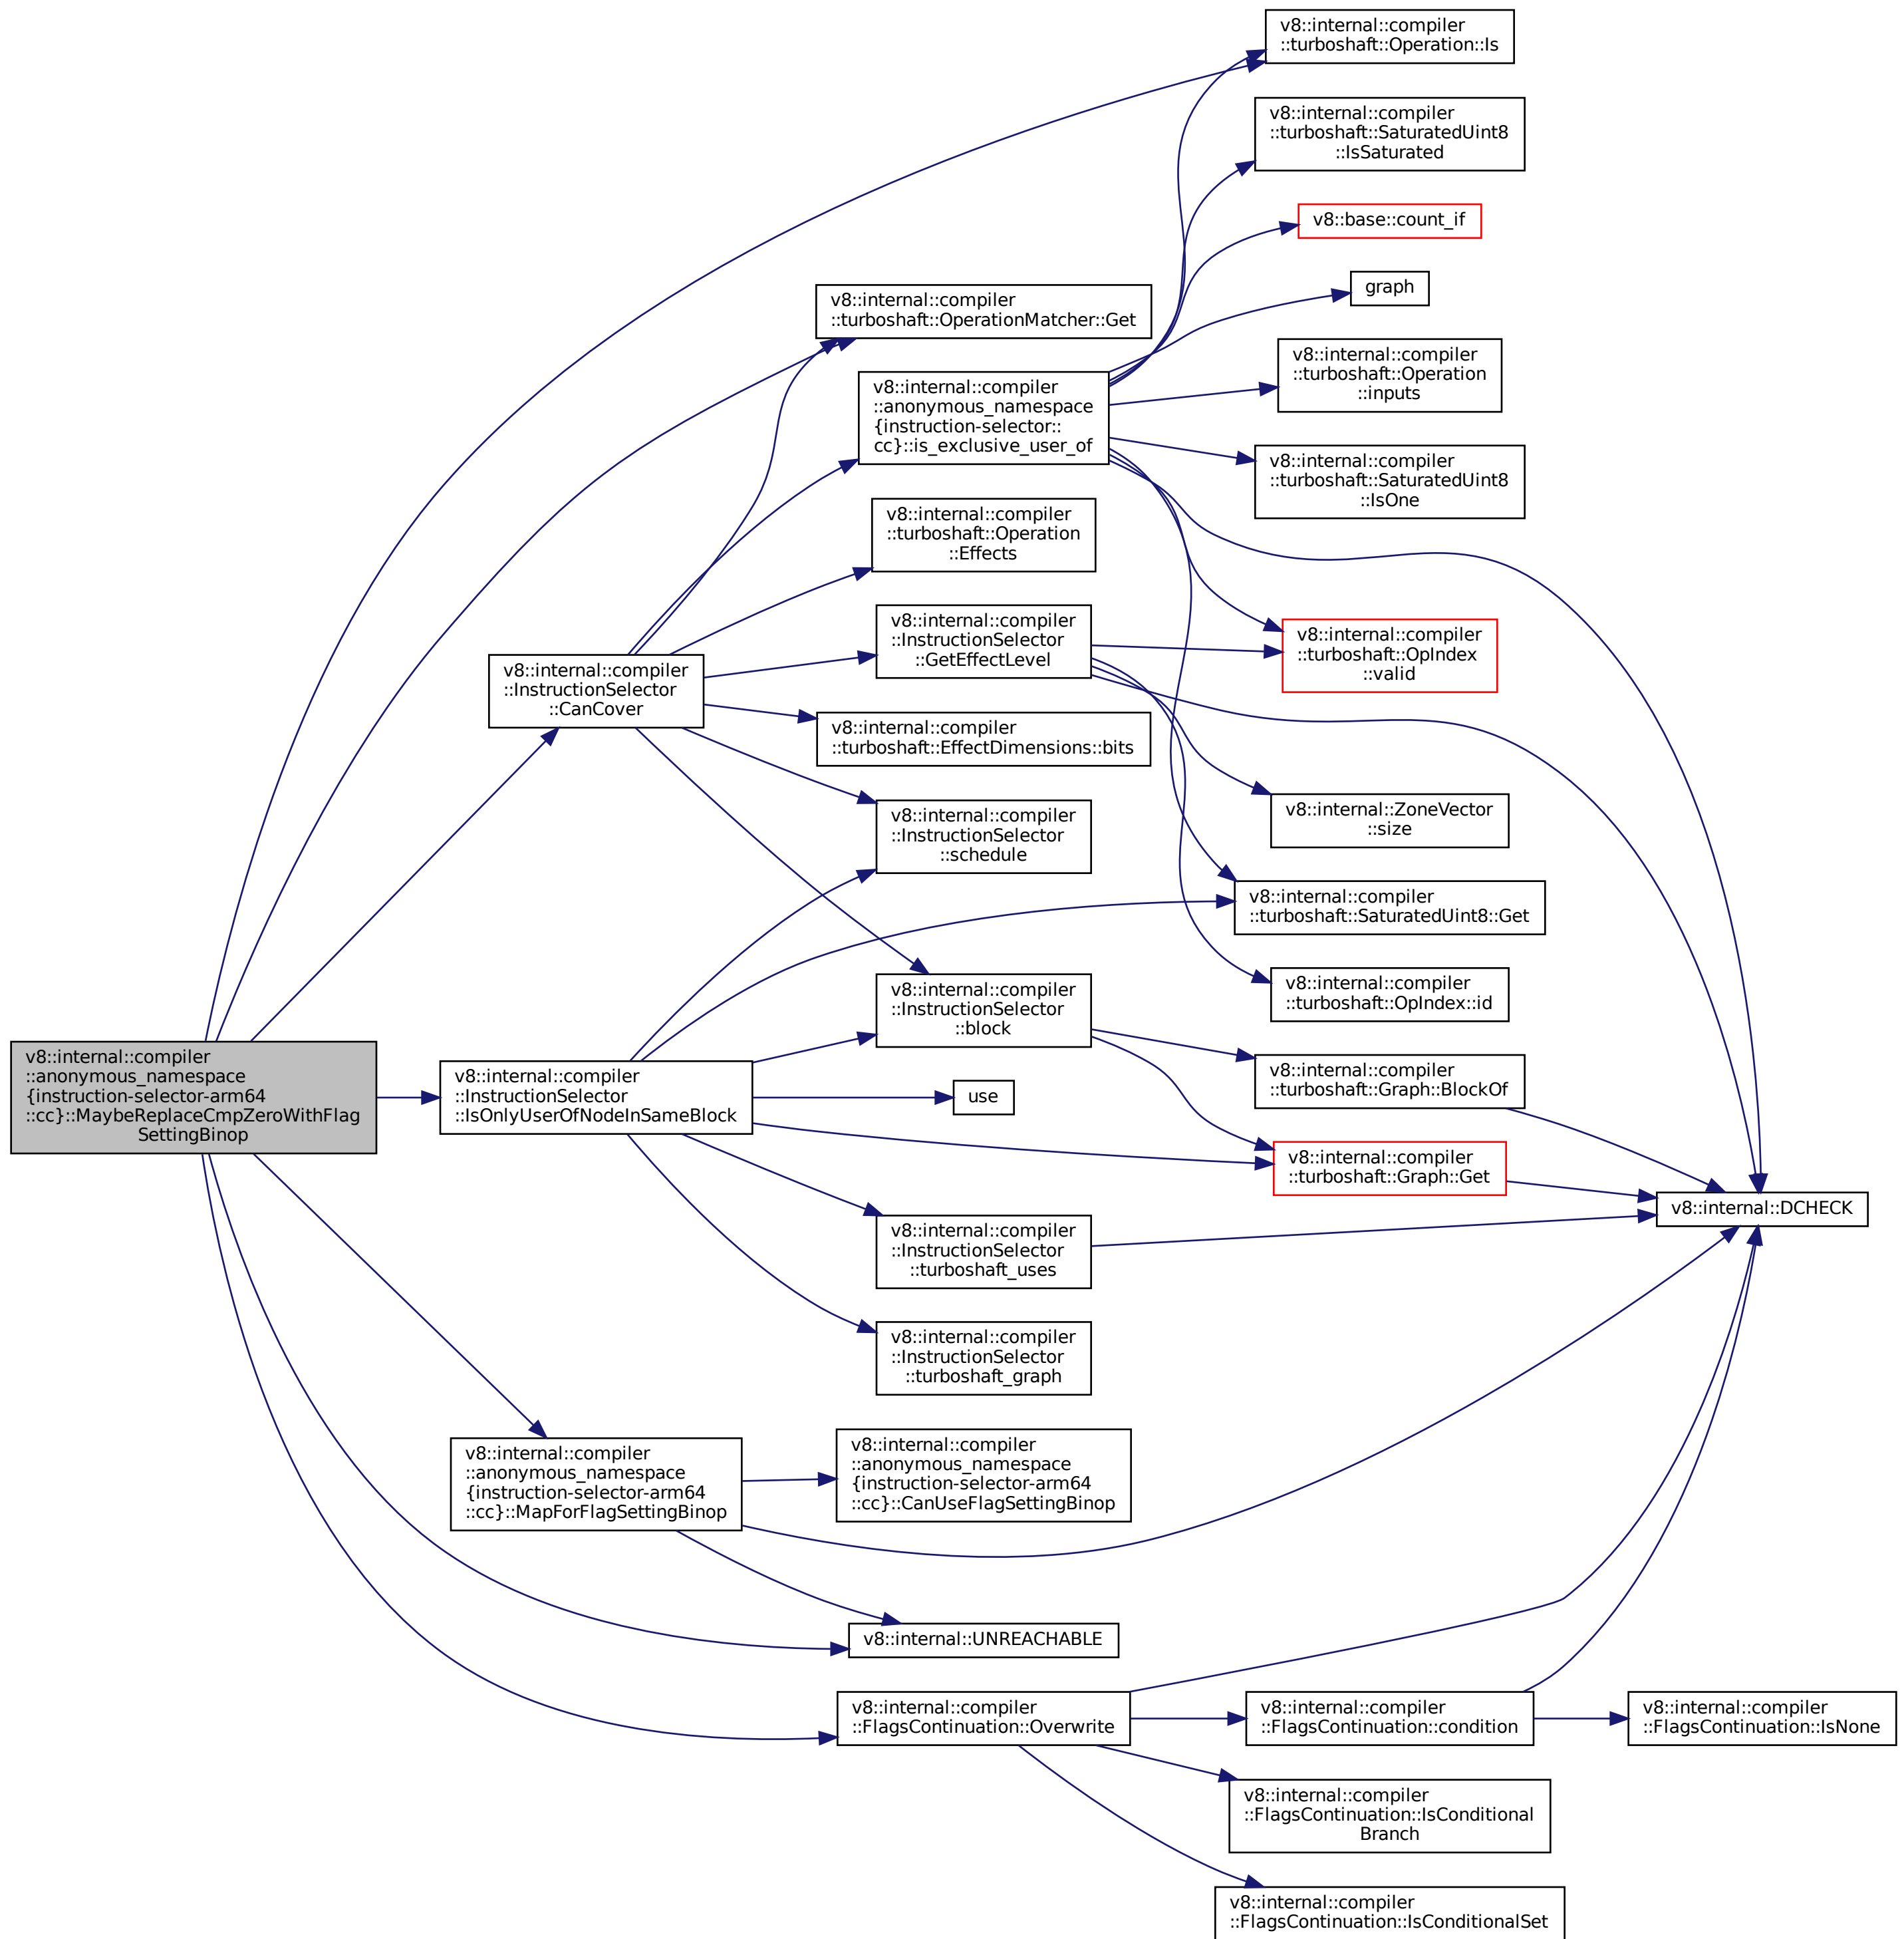 v8::internal::compiler
::turboshaft::Operation::Is
v8::internal::compiler
::turboshaft::SaturatedUint8
::IsSaturated
v8::base::count_if
graph
v8::internal::compiler
::turboshaft::OperationMatcher::Get
v8::internal::compiler
::turboshaft::Operation
::inputs
v8::internal::compiler
::anonymous_namespace
{instruction-selector::
cc}::is_exclusive_user_of
v8::internal::compiler
::turboshaft::SaturatedUint8
::IsOne
v8::internal::compiler
::turboshaft::Operation
::Effects
v8::internal::compiler
::InstructionSelector
::GetEffectLevel
v8::internal::compiler
::turboshaft::OpIndex
::valid
v8::internal::compiler
::InstructionSelector
::CanCover
v8::internal::compiler
::turboshaft::EffectDimensions::bits
v8::internal::compiler
::InstructionSelector
::schedule
v8::internal::ZoneVector
::size
v8::internal::compiler
::turboshaft::SaturatedUint8::Get
v8::internal::compiler
::InstructionSelector
::block
v8::internal::compiler
::turboshaft::OpIndex::id
v8::internal::compiler
::anonymous_namespace
{instruction-selector-arm64
::cc}::MaybeReplaceCmpZeroWithFlag
SettingBinop
v8::internal::compiler
::InstructionSelector
::IsOnlyUserOfNodeInSameBlock
use
v8::internal::compiler
::turboshaft::Graph::BlockOf
v8::internal::compiler
::turboshaft::Graph::Get
v8::internal::DCHECK
v8::internal::compiler
::InstructionSelector
::turboshaft_uses
v8::internal::compiler
::InstructionSelector
::turboshaft_graph
v8::internal::compiler
::anonymous_namespace
{instruction-selector-arm64
::cc}::MapForFlagSettingBinop
v8::internal::compiler
::anonymous_namespace
{instruction-selector-arm64
::cc}::CanUseFlagSettingBinop
v8::internal::UNREACHABLE
v8::internal::compiler
::FlagsContinuation::Overwrite
v8::internal::compiler
::FlagsContinuation::condition
v8::internal::compiler
::FlagsContinuation::IsNone
v8::internal::compiler
::FlagsContinuation::IsConditional
Branch
v8::internal::compiler
::FlagsContinuation::IsConditionalSet